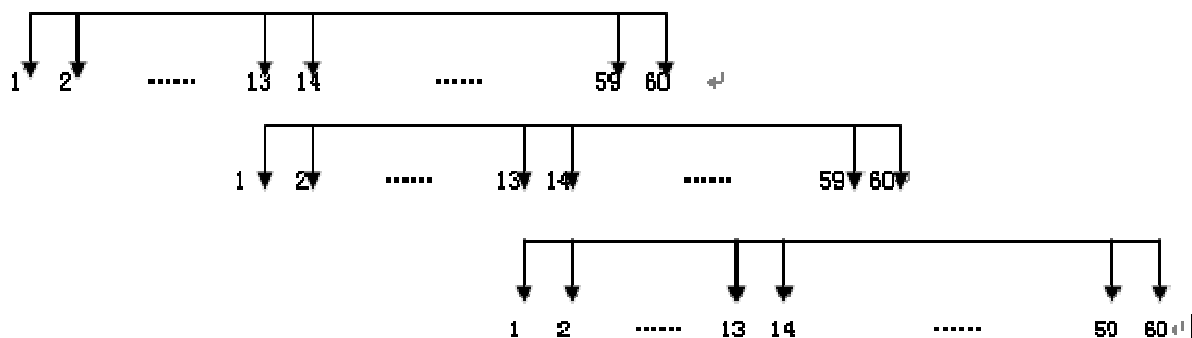 1 2 ...... 13 14 ...... 59 60 ↵
1 2 ...... 13 14 ...... 59 60
1 2 ...... 13 14 ...... 50 60 ↵